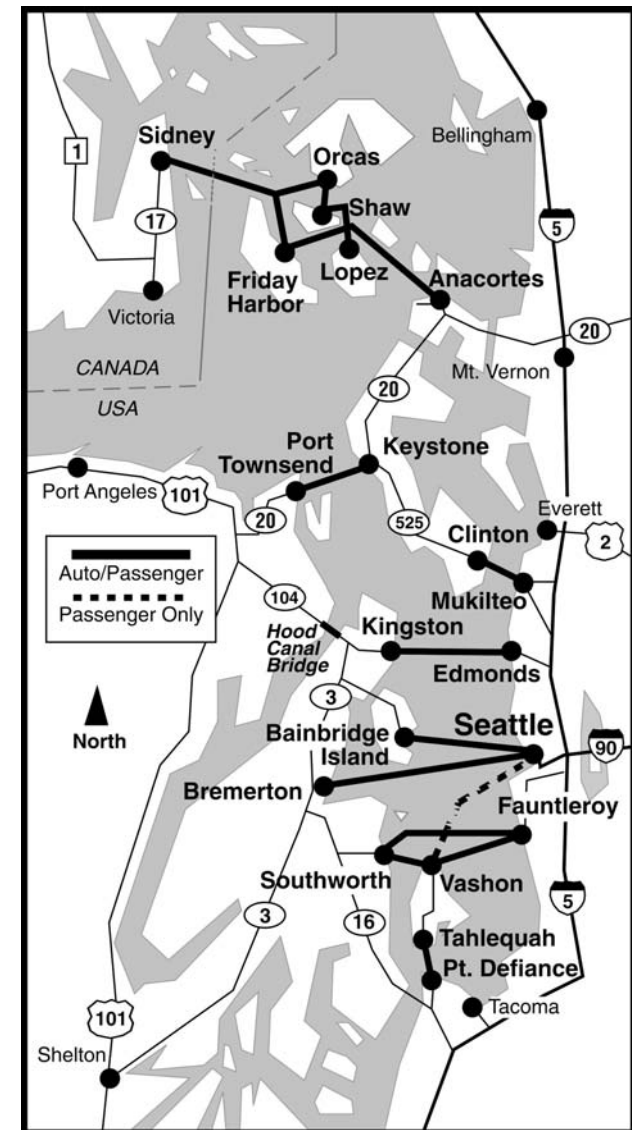 Bellingham
Sidney
Orcas
1
Shaw
17
5
Friday
Harbor
Lopez
Anacortes
Victoria
20
CANADA
Mt. Vernon
20
USA
Port
Townsend
Keystone
Port Angeles
101
20
525
Everett
2
Clinton
Auto/Passenger
Mukilteo
Passenger Only
104
Hood
Canal
Bridge
Kingston
Edmonds
3
North
Bainbridge
Island
Seattle
90
Bremerton
Fauntleroy
Southworth
Vashon
5
3
16
Tahlequah
Pt. Defiance
Tacoma
101
Shelton